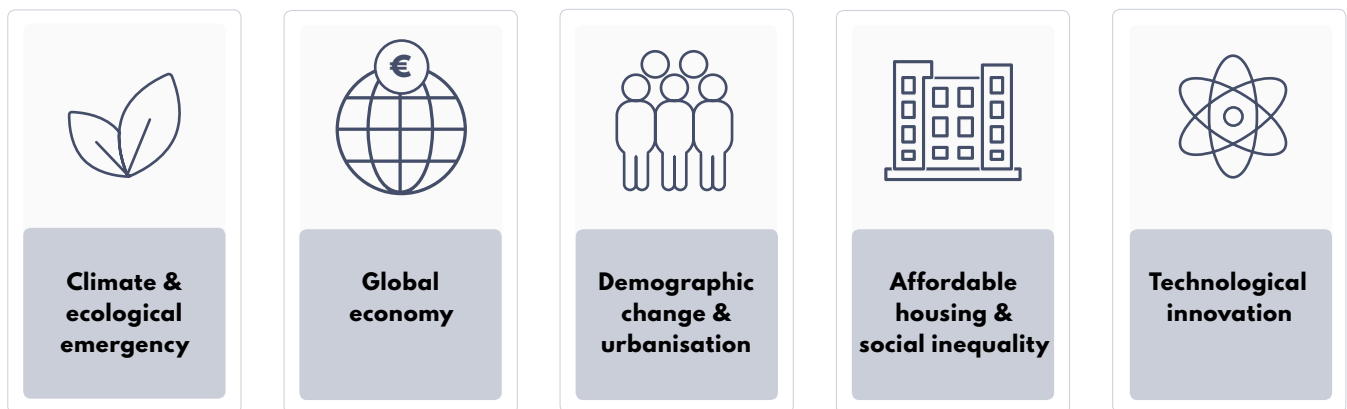 €
Climate &
ecological
emergency
Global
economy
Demographic
change &
urbanisation
Affordable
housing &
social inequality
Technological
innovation